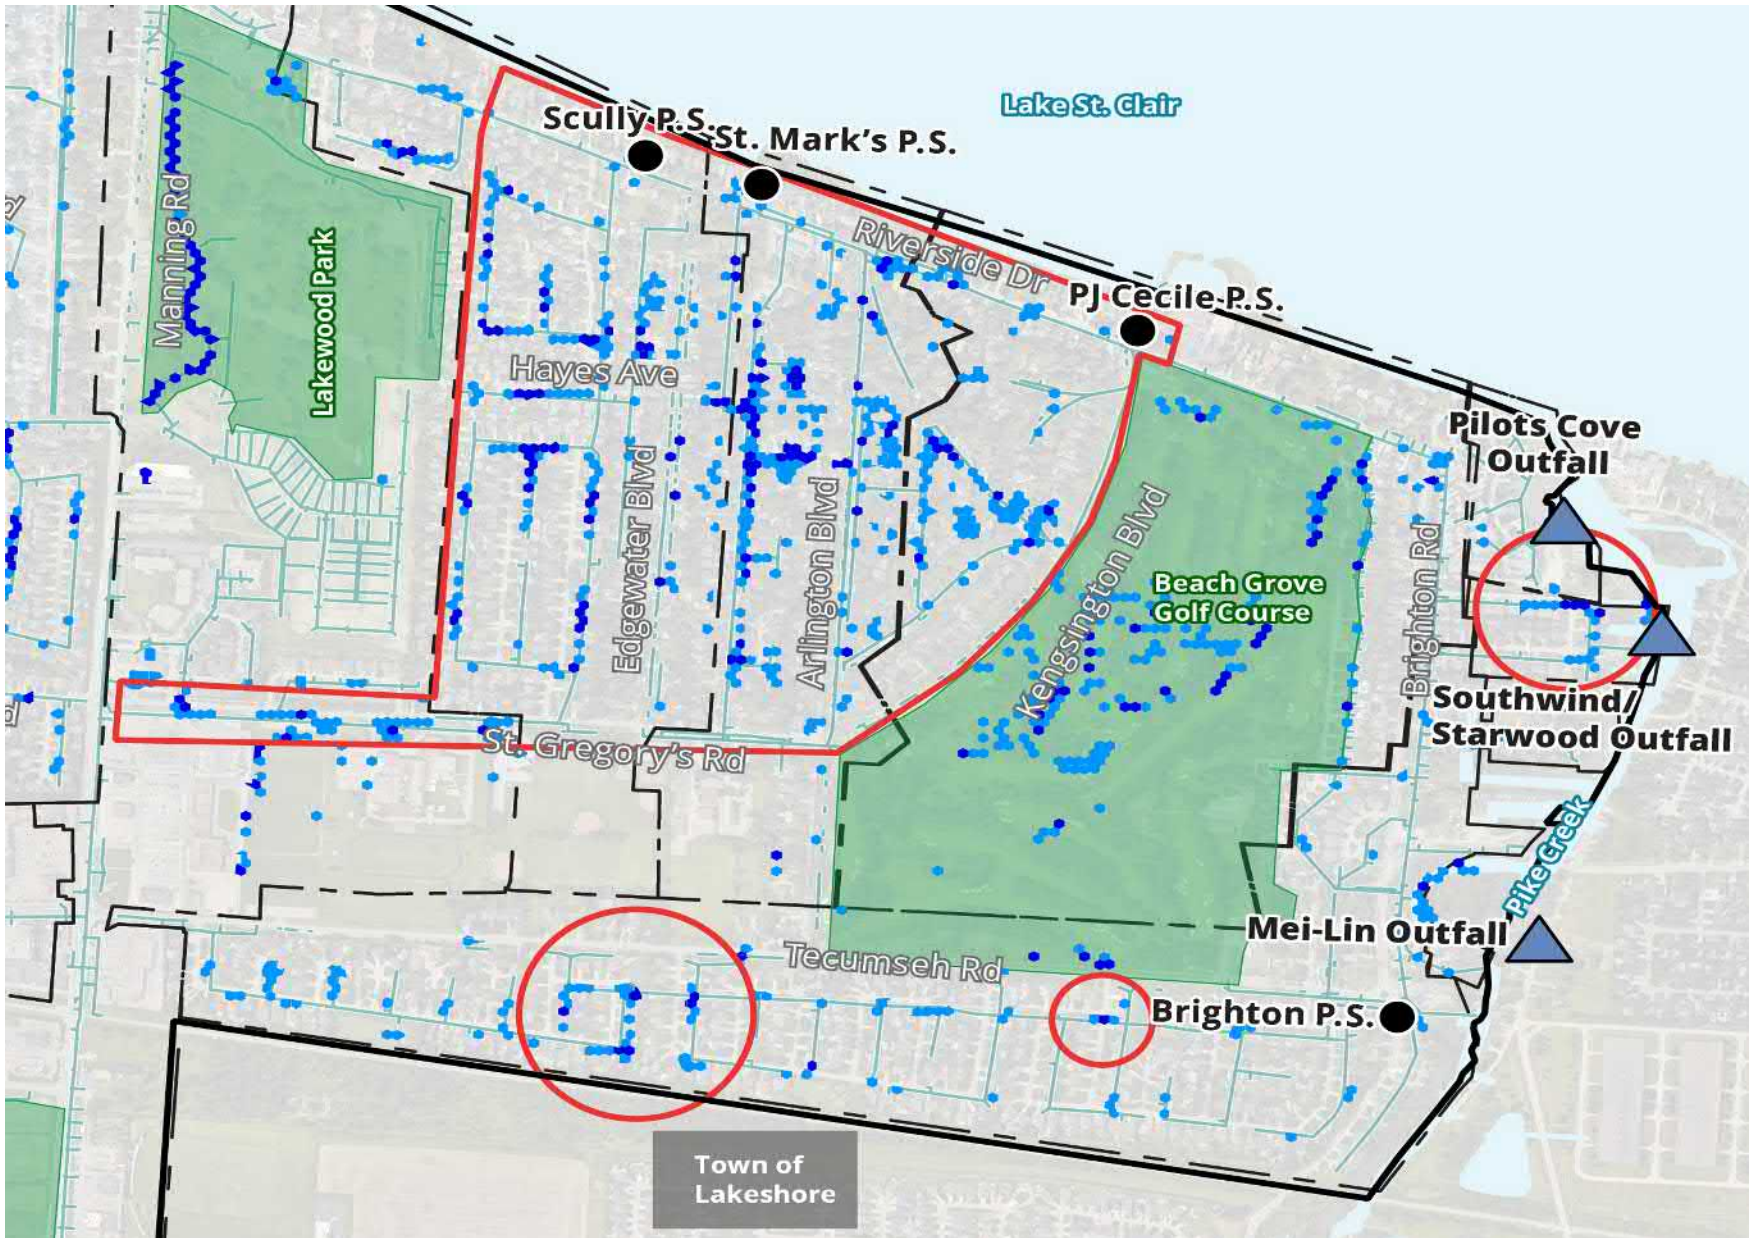 Lake St. Clair
Scully P.S.
St. Mark's P.S.
Riverside Dr
PJ Cecile P.S.
Manning Rd
Lakewood Park
Hayes Ave
Pilots Cove
Outfall
Edgewater Blvd
Arlington Blvd
Kengsington Blvd
Beach Grove
Golf Course
Brighton Rd
Southwind/
Starwood Outfall
St. Gregory's Rd
Pike Creek
Mei-Lin Outfall
Tecumseh Rd
Brighton P.S.
Town of
Lakeshore